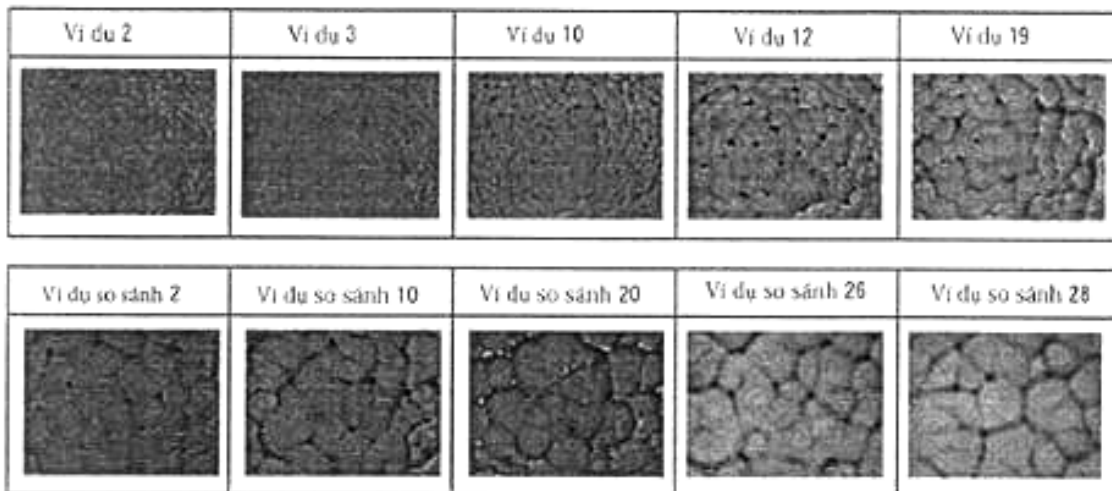 Ví dụ 2 Ví dụ 3 Ví dụ 10 Ví dụ 12 Ví dụ 19
Ví dụ so sánh 2 Ví dụ so sánh 10 Ví dụ so sánh 20 Ví dụ so sánh 26 Ví dụ so sánh 28